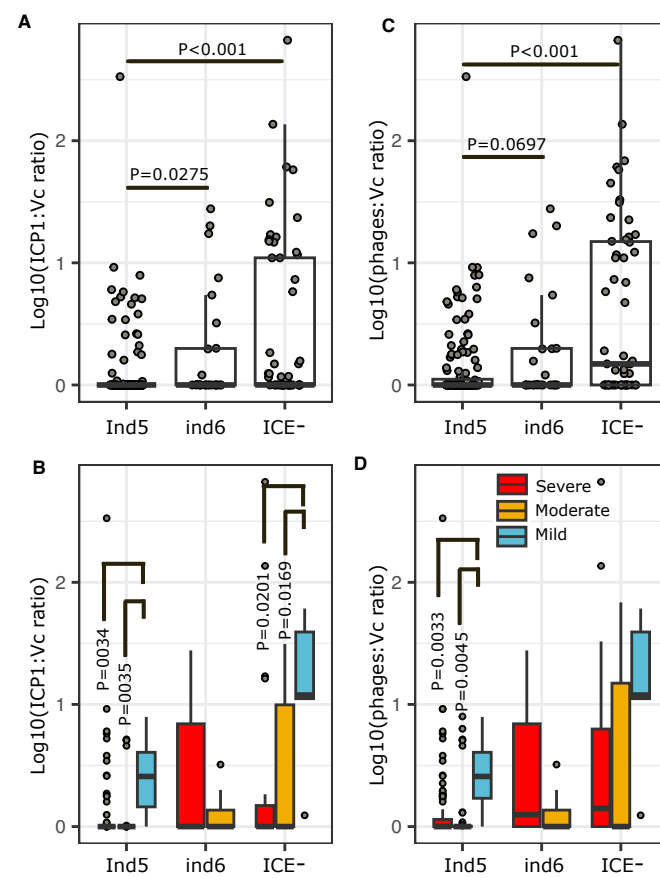 A
Log10(ICP1:Vc ratio)
2
1
0
P<0.001
P=0.0275
Ind5 ind6 ICE-
C
Log10(phages:Vc ratio)
2
1
0
P<0.001
P=0.0697
Ind5 ind6 ICE-
B
Log10(ICP1:Vc ratio)
2
1
0
P=0034
P=0035
P=0.0201
P=0.0169
Ind5 ind6 ICE-
D
Log10(phages:Vc ratio)
2
1
0
Severe
Moderate
Mild
P=0.0033
P=0.0045
Ind5 ind6 ICE-